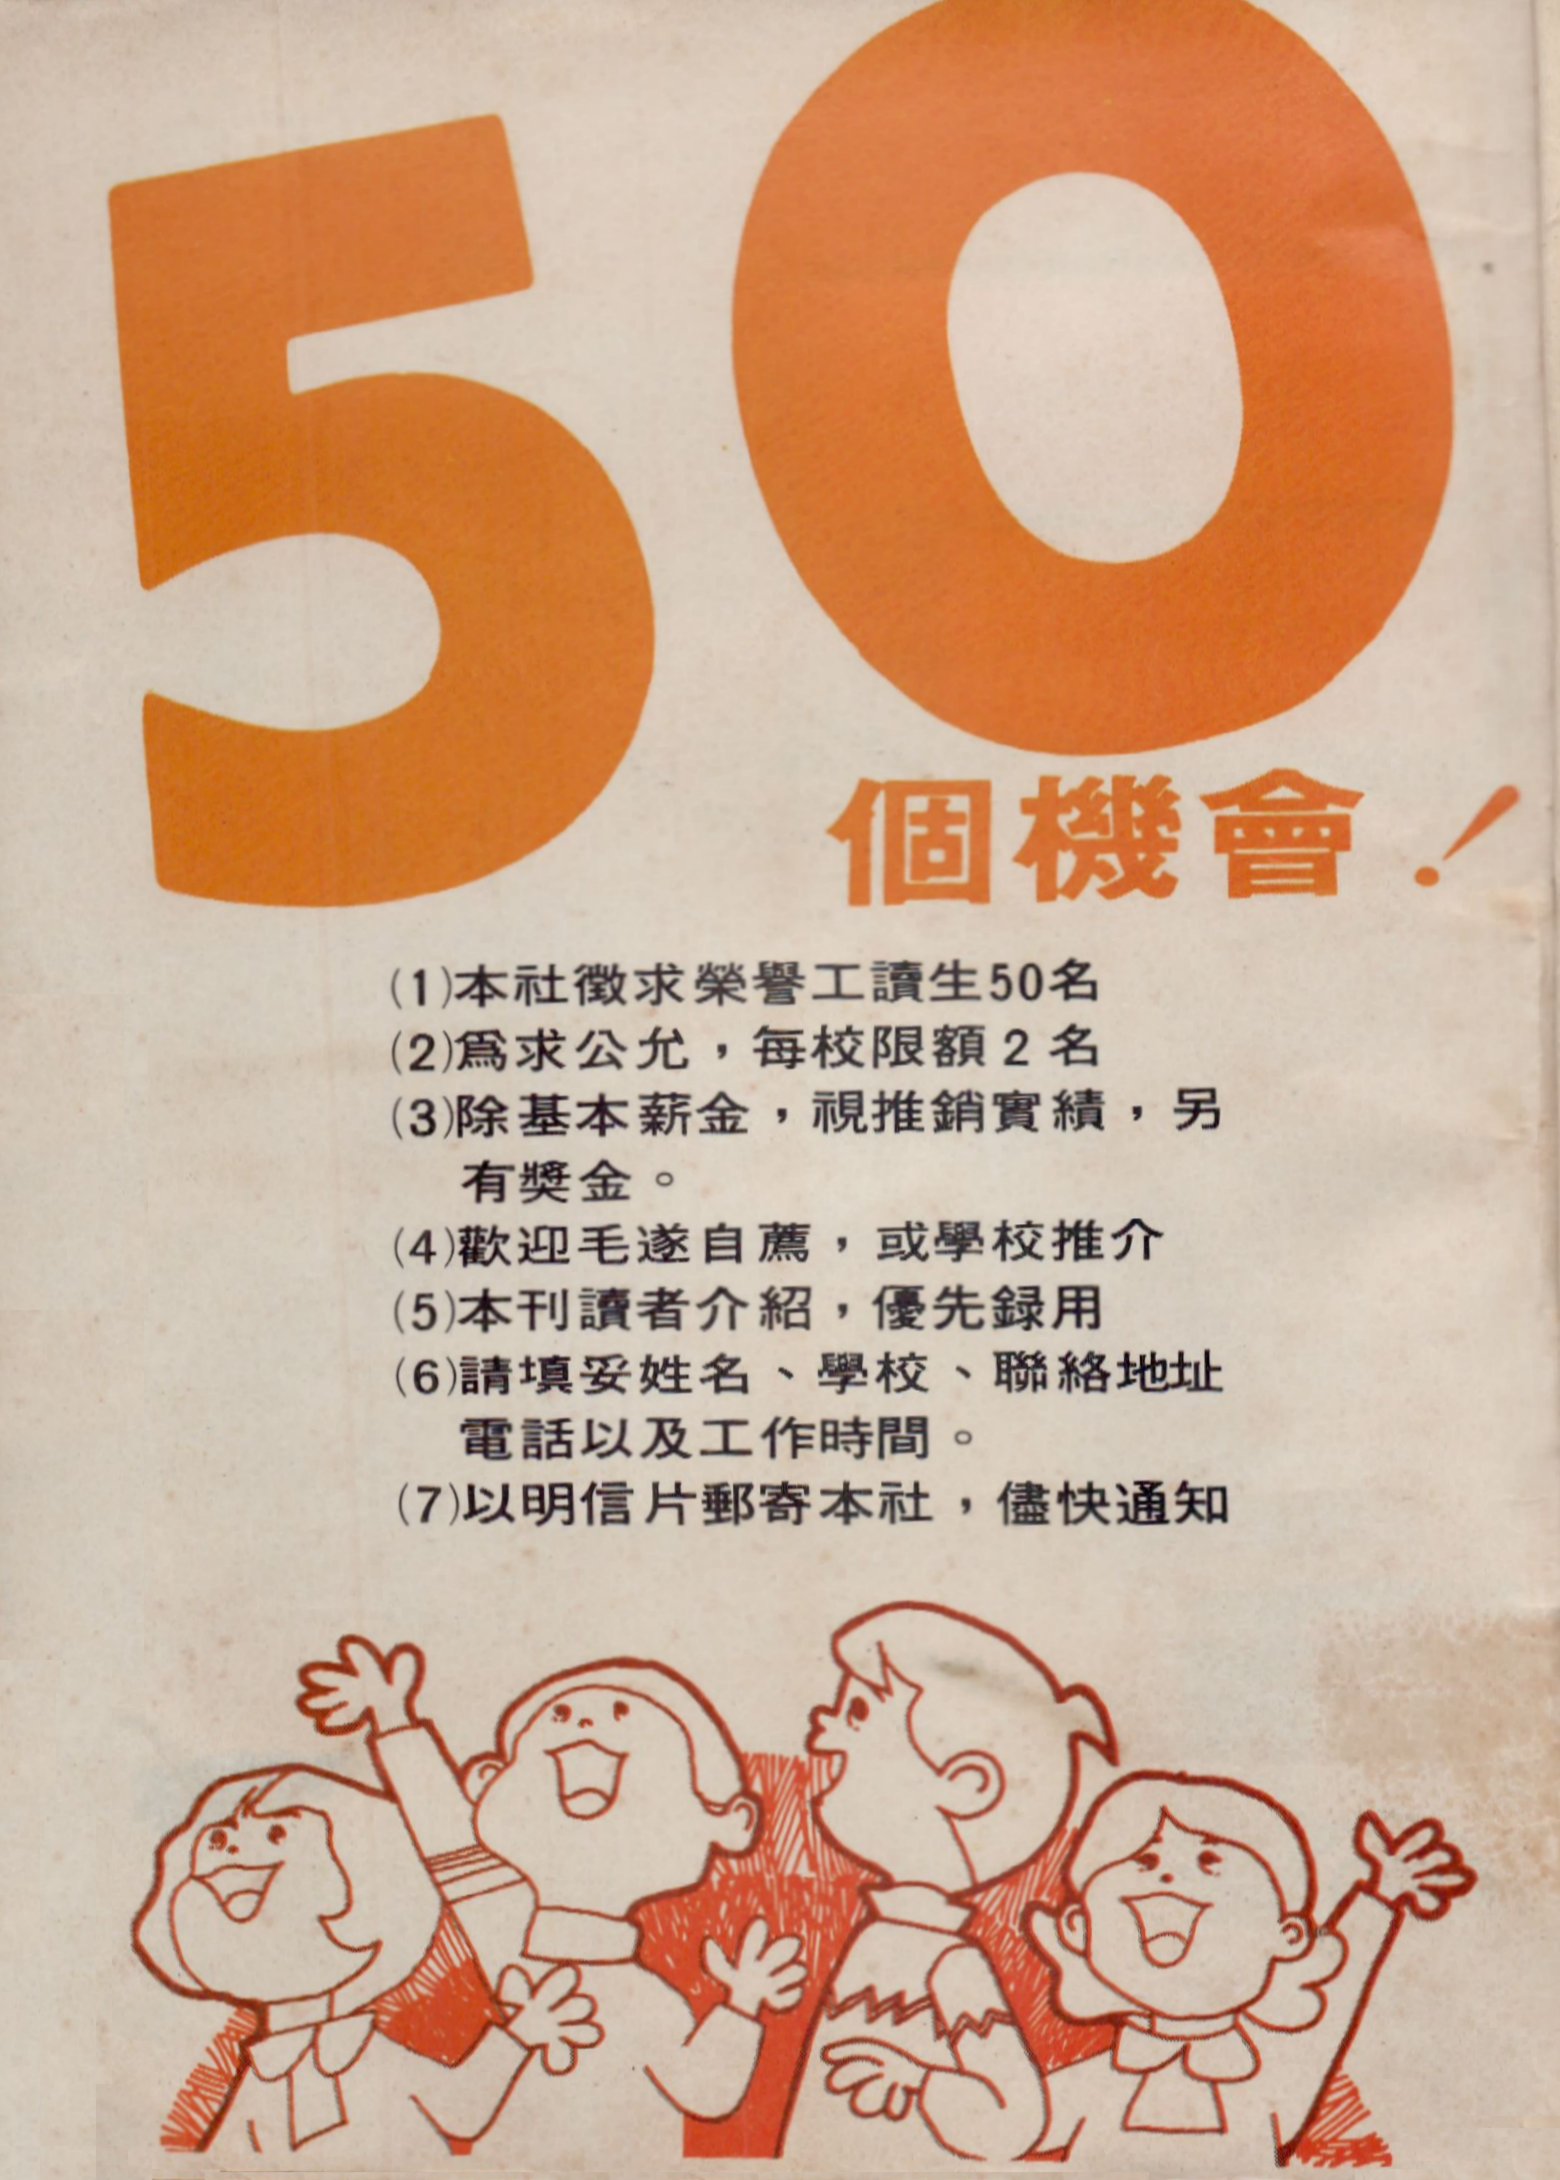 50
個機會！
(1)本社徵求榮譽工讀生50名
(2)爲求公允，每校限額2名
(3)除基本薪金，視推銷實績，另
有獎金。
(4)歡迎毛遂自薦，或學校推介
(5)本刊讀者介紹，優先録用
(6)請填妥姓名、學校、聯絡地址
電話以及工作時間。
(7)以明信片郵寄本社，儘快通知